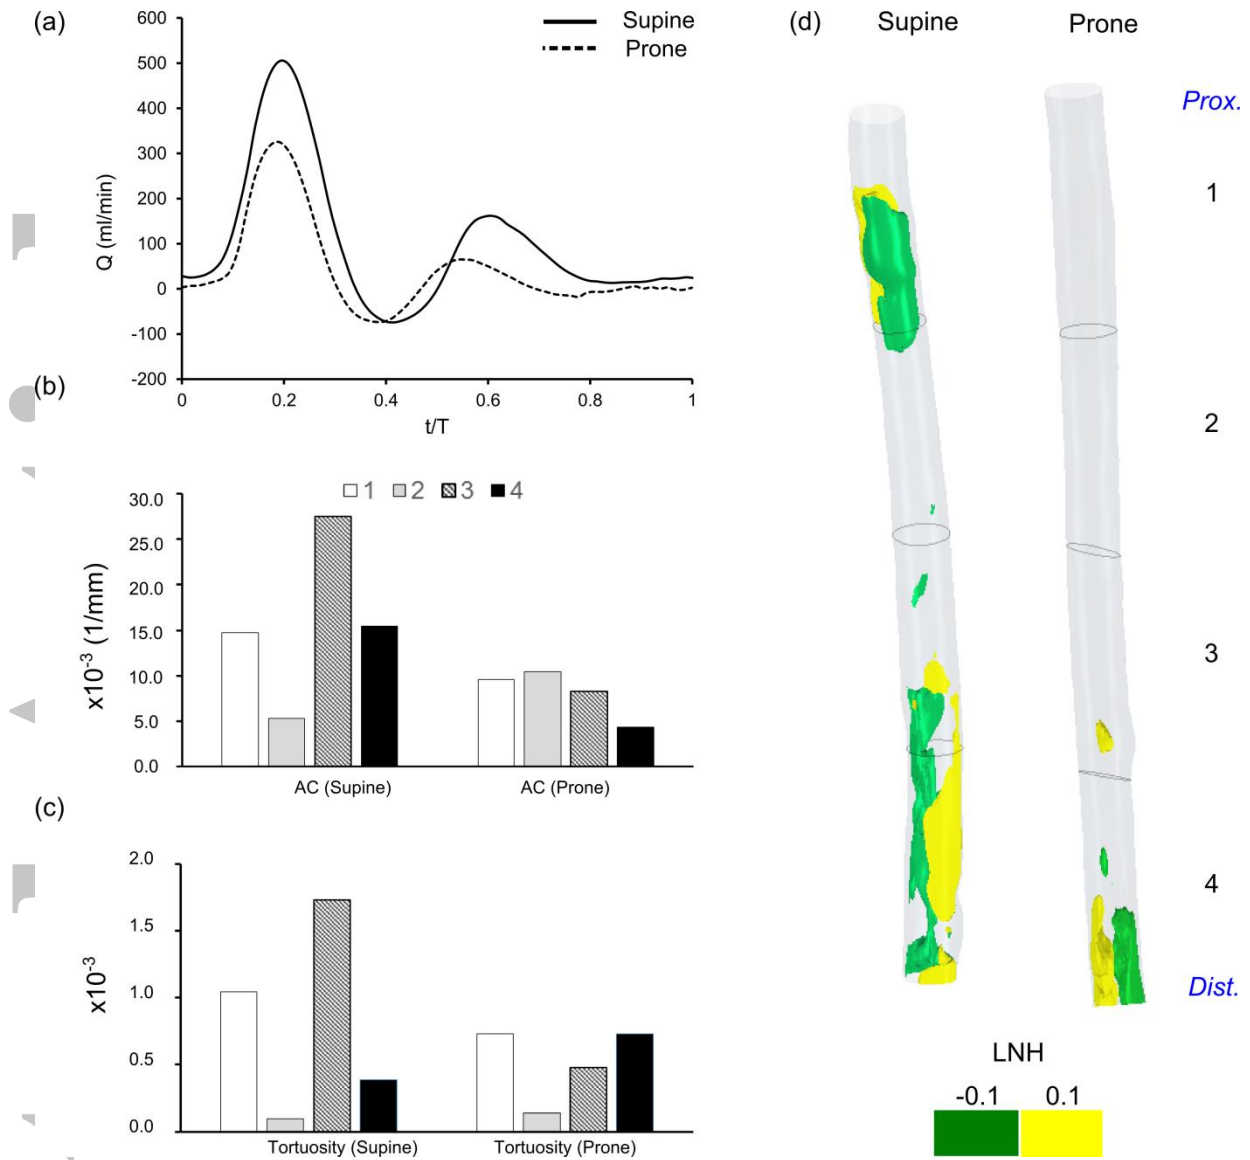 (a)
600
500
400
300
200
100
0
-100
-200
Q (ml/min)
0 0.2 0.4 0.6 0.8 1
t/T
Supine
Prone
(b)
1 2 3 4
30.0
25.0
20.0
15.0
10.0
5.0
0.0
x10⁻³ (1/mm)
AC (Supine) AC (Prone)
(c)
2.0
1.5
1.0
0.5
0.0
x10⁻³
Tortuosity (Supine) Tortuosity (Prone)
(d) Supine Prone
Prox.
1
2
3
4
Dist.
LNH
-0.1 0.1